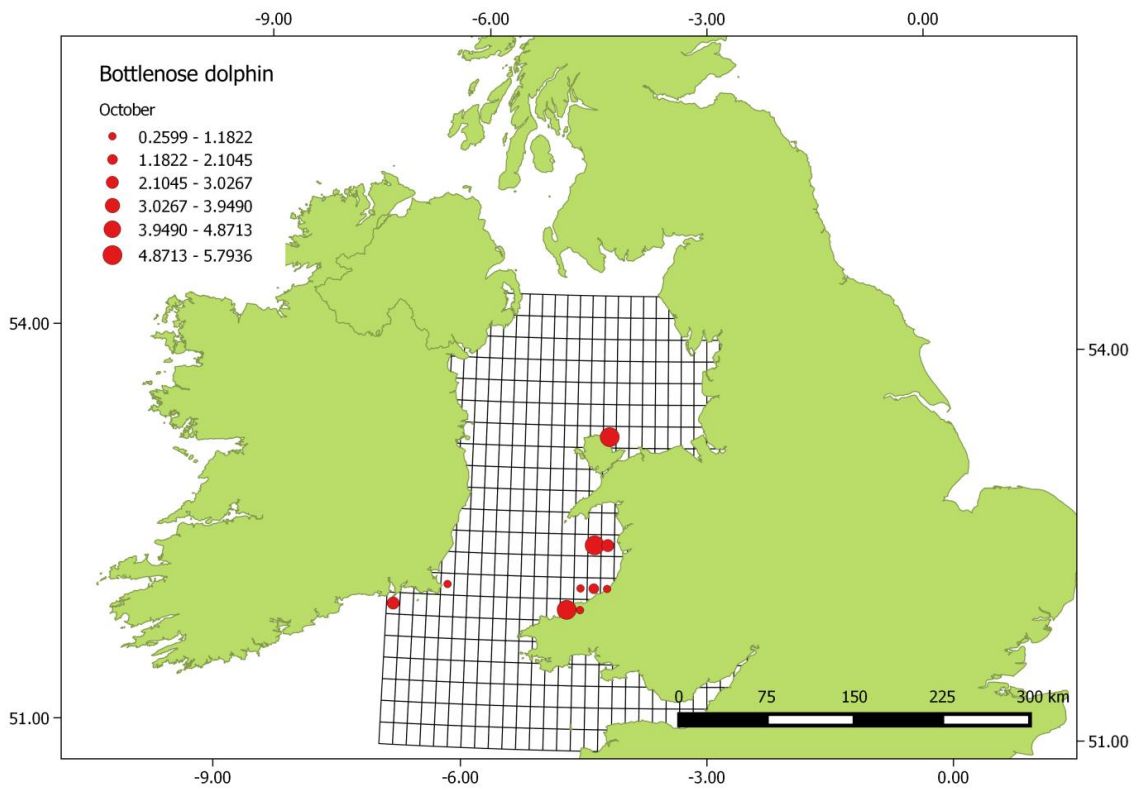 -9.00 -6.00 -3.00 0.00
Bottlenose dolphin
October
0.2599 - 1.1822
1.1822 - 2.1045
2.1045 - 3.0267
3.0267 - 3.9490
3.9490 - 4.8713
4.8713 - 5.7936
54.00
54.00
0 75 150 225 300 km
51.00
51.00
-9.00 -6.00 -3.00 0.00